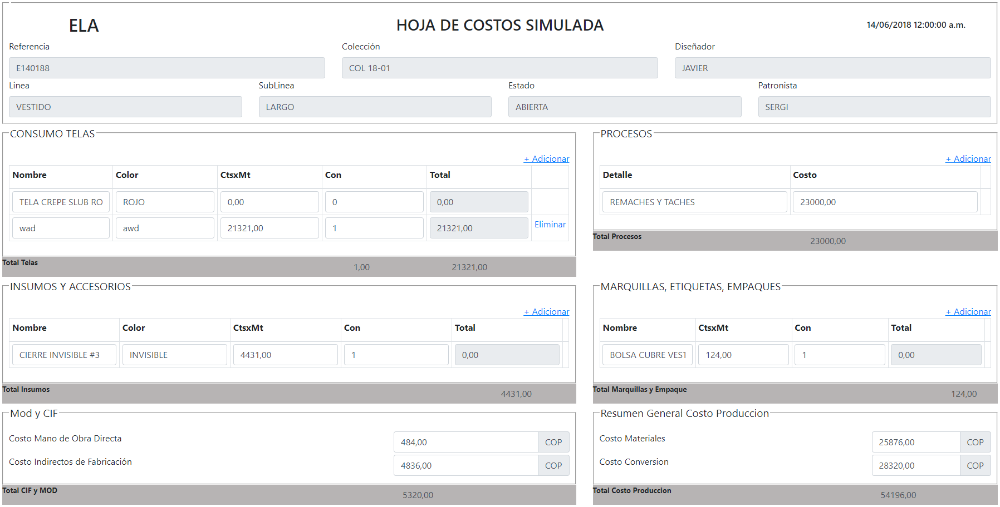 ELA
HOJA DE COSTOS SIMULADA
14/06/2018 12:00:00 a.m.
Referencia
Colección
Diseñador
E140188
COL 18-01
JAVIER
Linea
SubLinea
Estado
Patronista
VESTIDO
LARGO
ABIERTA
SERGI
CONSUMO TELAS
+ Adicionar
Nombre Color CtsxMt Con Total
TELA CREPE SLUB RO ROJO 0,00 0 0,00
wad awd 21321,00 1 21321,00 Eliminar
Total Telas 1,00 21321,00
PROCESOS
+ Adicionar
Detalle Costo
REMACHES Y TACHES 23000,00
Total Procesos 23000,00
INSUMOS Y ACCESORIOS
+ Adicionar
Nombre Color CtsxMt Con Total
CIERRE INVISIBLE #3 INVISIBLE 4431,00 1 0,00
Total Insumos 4431,00
MARQUILLAS, ETIQUETAS, EMPAQUES
+ Adicionar
Nombre CtsxMt Con Total
BOLSA CUBRE VEST 124,00 1 0,00
Total Marquillas y Empaque 124,00
Mod y CIF
Costo Mano de Obra Directa 484,00 COP
Costo Indirectos de Fabricación 4836,00 COP
Total CIF y MOD 5320,00
Resumen General Costo Produccion
Costo Materiales 25876,00 COP
Costo Conversion 28320,00 COP
Total Costo Produccion 54196,00